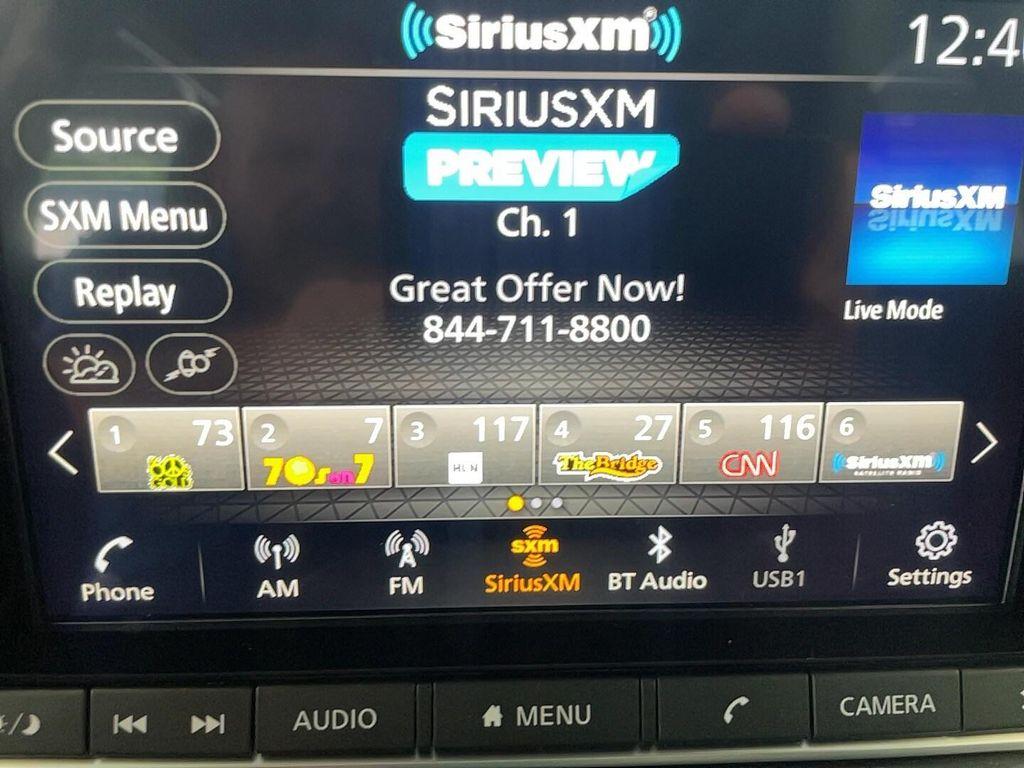 SiriusXM
12:4
SIRIUSXM
PREVIEW
Ch. 1
Great Offer Now!
844-711-8800
Source
SXM Menu
Replay
SiriusXM
Live Mode
1 73
2 7
70s on 7
3 117
HLN
4 27
The Bridge
5 116
CNN
6
SiriusXM
SATELLITE RADIO
Phone
AM
FM
sxm
SiriusXM
BT Audio
USB1
Settings
AUDIO
MENU
CAMERA